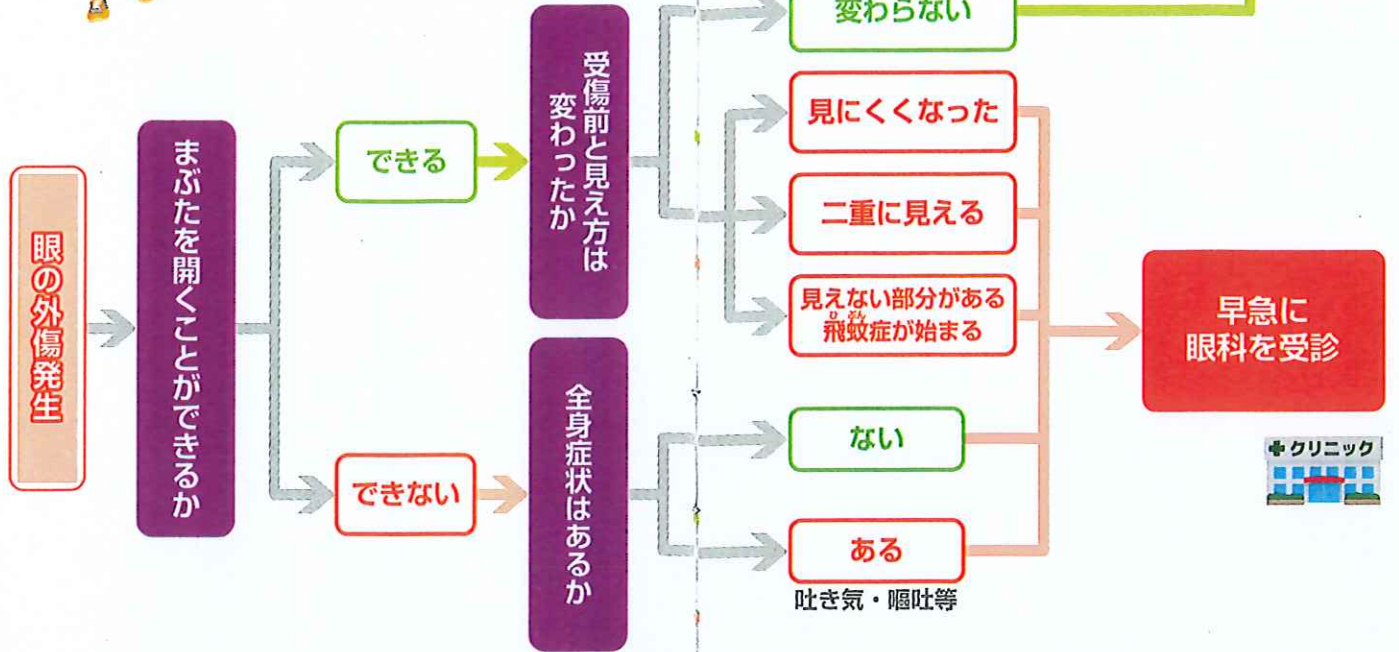 眼の外傷発生
まぶたを開くことができるか
できる
受傷前と見え方は
変わったか
変わらない
見にくくなった
二重に見える
見えない部分がある
ひぶん
飛蚊症が始まる
できない
全身症状はあるか
ない
ある
吐き気・嘔吐等
早急に
眼科を受診
クリニック